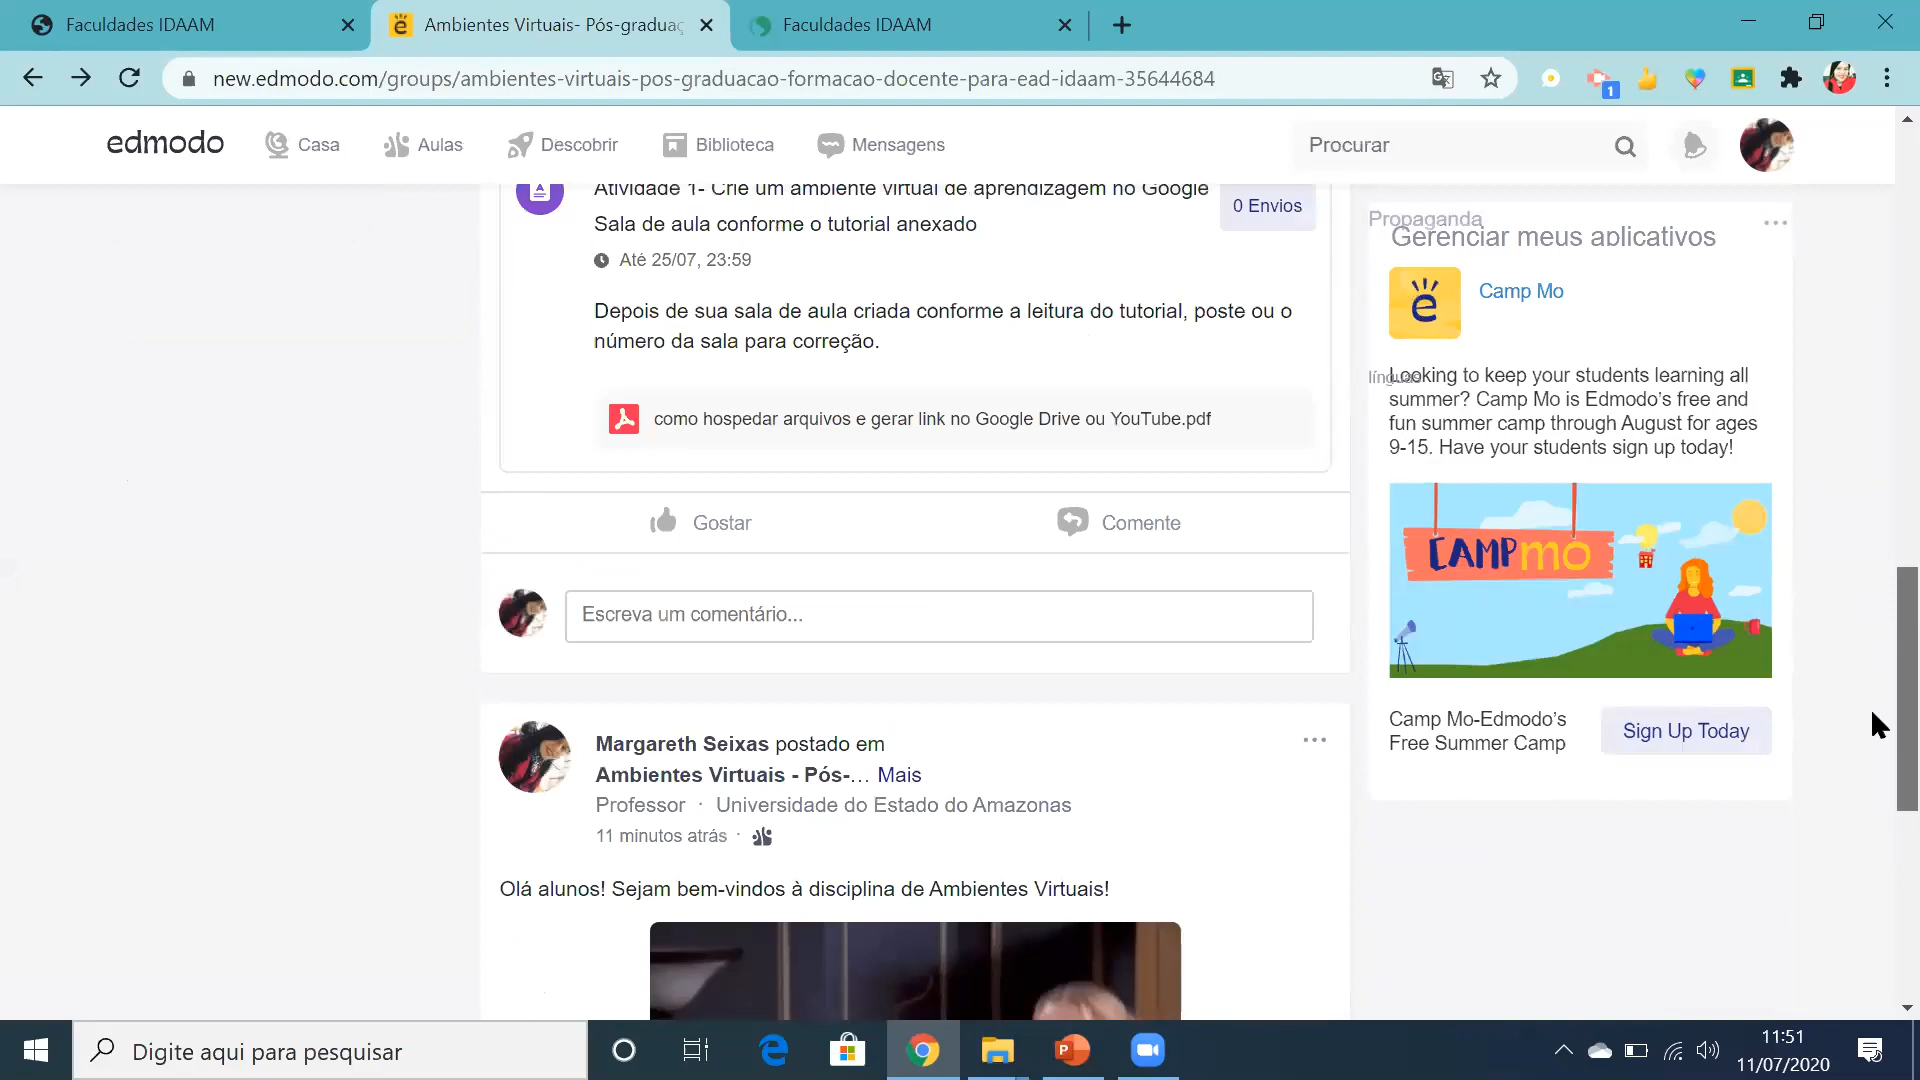 Faculdades IDAAM
Ambientes Virtuais- Pós-graduaç
Faculdades IDAAM
new.edmodo.com/groups/ambientes-virtuais-pos-graduacao-formacao-docente-para-ead-idaam-35644684
1
edmodo
Casa
Aulas
Descobrir
Biblioteca
Mensagens
Procurar
Atividade 1- Crie um ambiente virtual de aprendizagem no Google
Sala de aula conforme o tutorial anexado
0 Envios
Até 25/07, 23:59
Depois de sua sala de aula criada conforme a leitura do tutorial, poste ou o
número da sala para correção.
como hospedar arquivos e gerar link no Google Drive ou YouTube.pdf
Gostar
Comente
Escreva um comentário...
Margareth Seixas postado em
Ambientes Virtuais - Pós-… Mais
Professor · Universidade do Estado do Amazonas
11 minutos atrás ·
Olá alunos! Sejam bem-vindos à disciplina de Ambientes Virtuais!
Propaganda
Gerenciar meus aplicativos
Camp Mo
línguas
Looking to keep your students learning all
summer? Camp Mo is Edmodo’s free and
fun summer camp through August for ages
9-15. Have your students sign up today!
CAMP mo
Camp Mo-Edmodo’s
Free Summer Camp
Sign Up Today
Digite aqui para pesquisar
11:51
11/07/2020